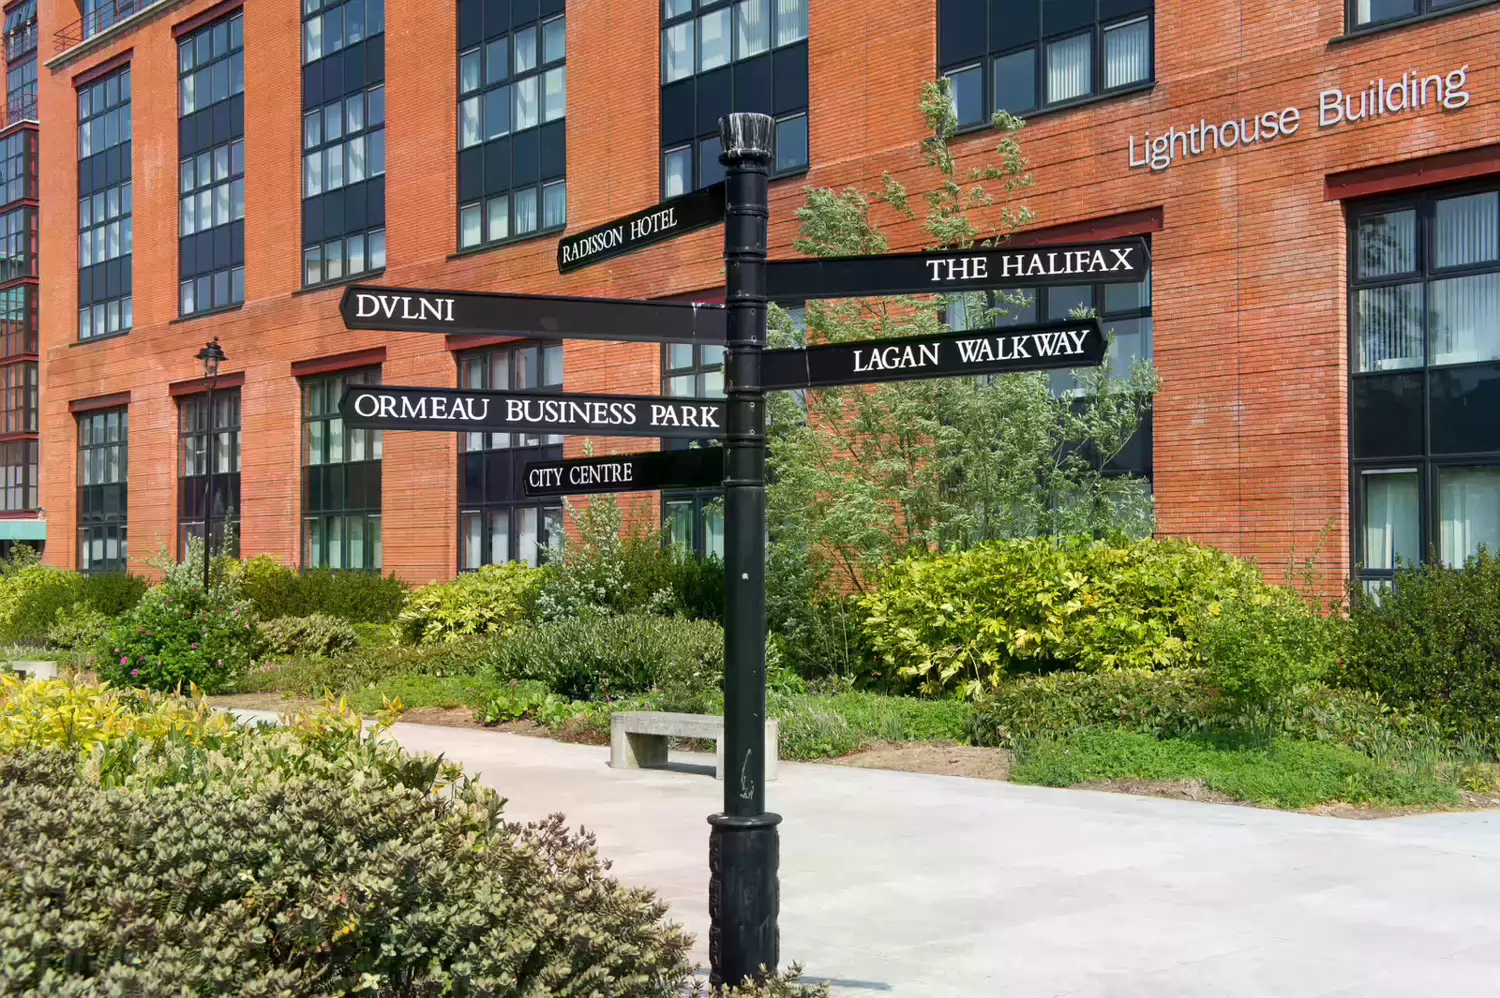 Lighthouse Building
RADISSON HOTEL
THE HALIFAX
DVLNI
LAGAN WALKWAY
ORMEAU BUSINESS PARK
CITY CENTRE